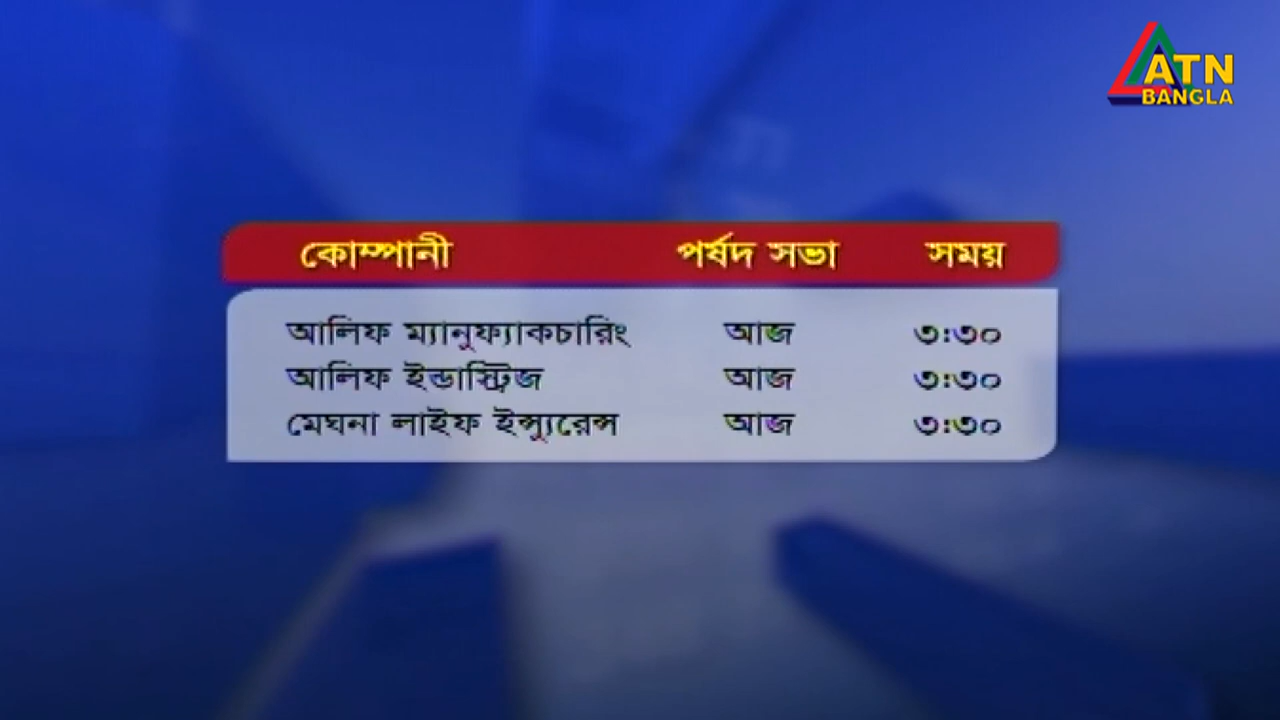 ATN
BANGLA
কোম্পানী পর্ষদ সভা সময়
আলিফ ম্যানুফ্যাকচারিং আজ ৩:৩০
আলিফ ইন্ডাস্ট্রিজ আজ ৩:৩০
মেঘনা লাইফ ইন্স্যুরেন্স আজ ৩:৩০